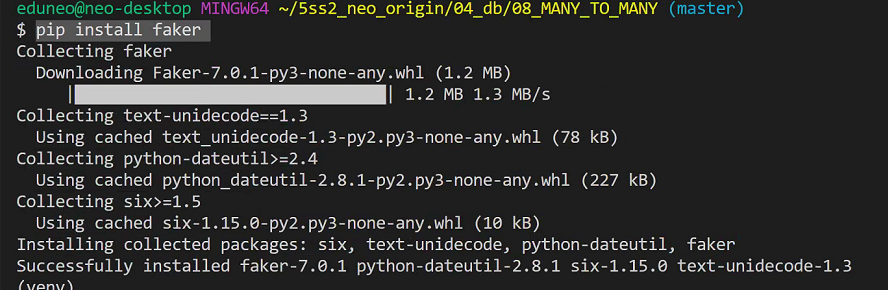 eduneo@neo-desktop MINGW64 ~/5ss2_neo_origin/04_db/08_MANY_TO_MANY (master)
$ pip install faker
Collecting faker
  Downloading Faker-7.0.1-py3-none-any.whl (1.2 MB)
     |████████████████████████████████| 1.2 MB 1.3 MB/s
Collecting text-unidecode==1.3
  Using cached text_unidecode-1.3-py2.py3-none-any.whl (78 kB)
Collecting python-dateutil>=2.4
  Using cached python_dateutil-2.8.1-py2.py3-none-any.whl (227 kB)
Collecting six>=1.5
  Using cached six-1.15.0-py2.py3-none-any.whl (10 kB)
Installing collected packages: six, text-unidecode, python-dateutil, faker
Successfully installed faker-7.0.1 python-dateutil-2.8.1 six-1.15.0 text-unidecode-1.3
(venv)